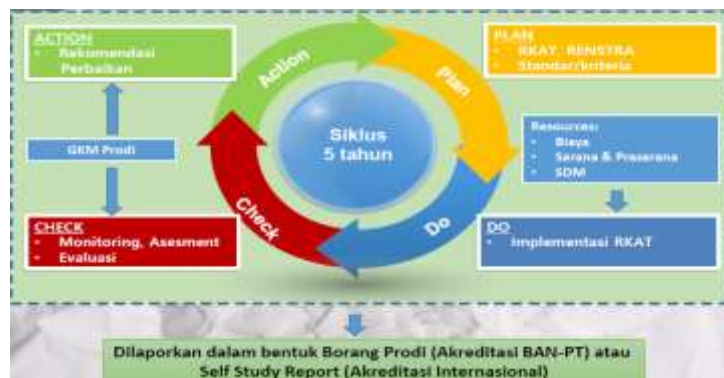 ACTION
• Rekomendasi
Perbaikan
PLAN
• RKAT, RENSTRA
• Standar/kriteria
Action
Plan
Siklus
5 tahun
GKM Prodi
Resources:
• Biaya
• Sarana & Prasarana
• SDM
Check
Do
CHECK
• Monitoring, Asesment
• Evaluasi
DO
• Implementasi RKAT
Dilaporkan dalam bentuk Borang Prodi (Akreditasi BAN-PT) atau
Self Study Report (Akreditasi Internasional)